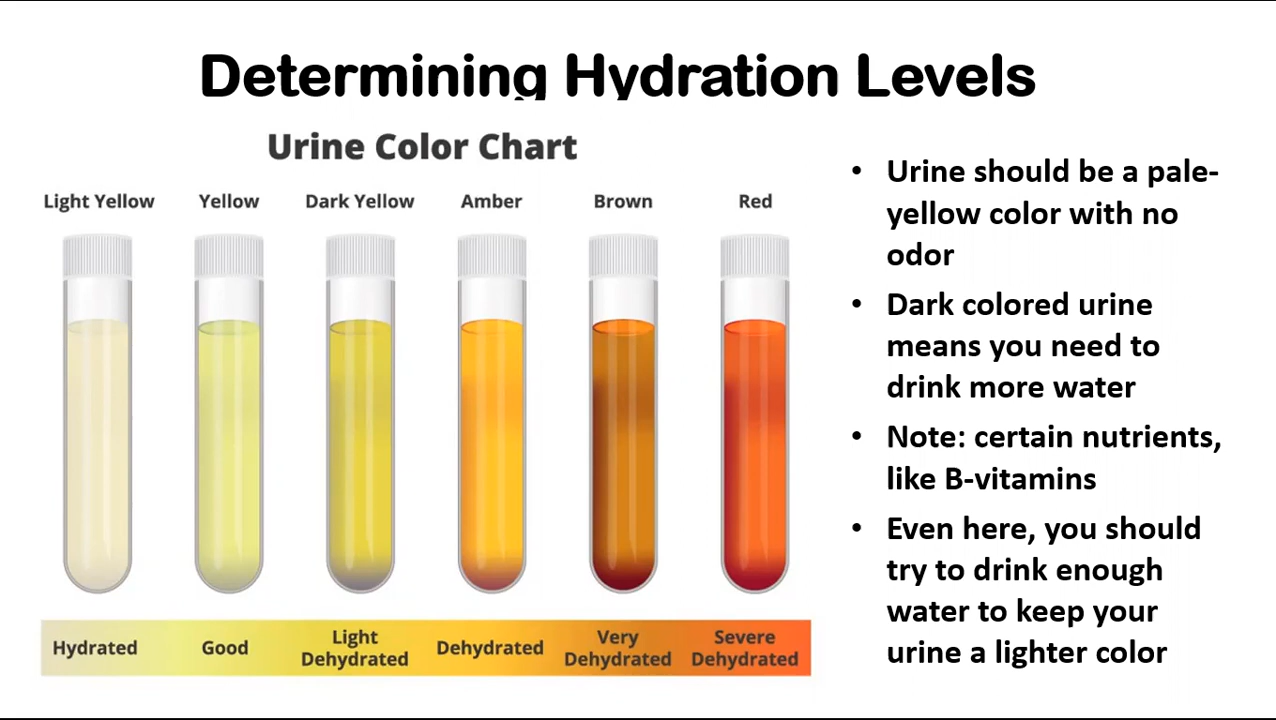 Determining Hydration Levels
Urine Color Chart
Light Yellow
Yellow
Dark Yellow
Amber
Brown
Red
Hydrated
Good
Light
Dehydrated
Dehydrated
Very
Dehydrated
Severe
Dehydrated
• Urine should be a pale-
yellow color with no
odor
• Dark colored urine
means you need to
drink more water
• Note: certain nutrients,
like B-vitamins
• Even here, you should
try to drink enough
water to keep your
urine a lighter color